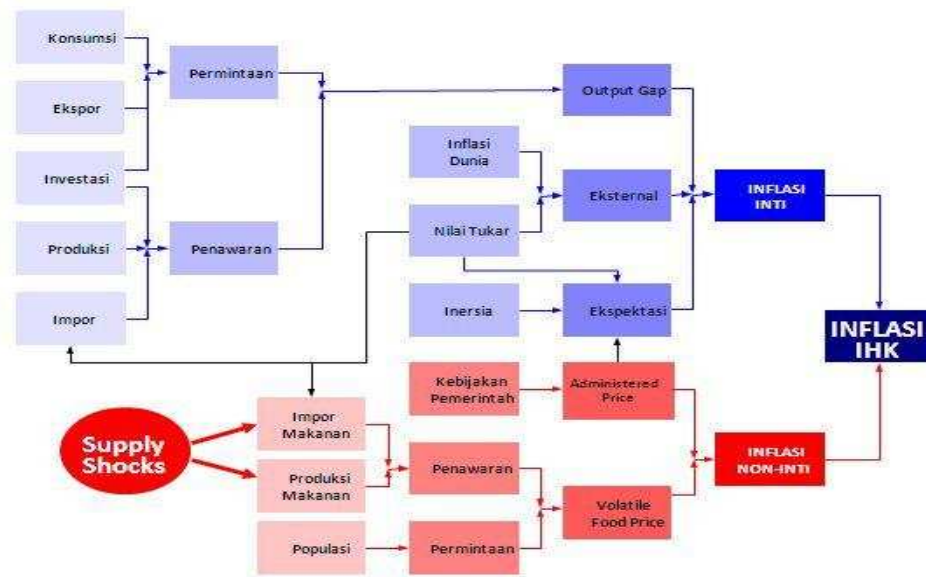 Konsumsi
Permintaan
Ekspor
Output Gap
Inflasi
Dunia
Investasi
Eksternal
INFLASI
INTI
Produksi
Penawaran
Nilai Tukar
Impor
Inersia
Ekspektasi
INFLASI
IHK
Kebijakan
Pemerintah
Administered
Price
Supply
Shocks
Impor
Makanan
Produksi
Makanan
Penawaran
INFLASI
NON-INTI
Volatile
Food Price
Populasi
Permintaan